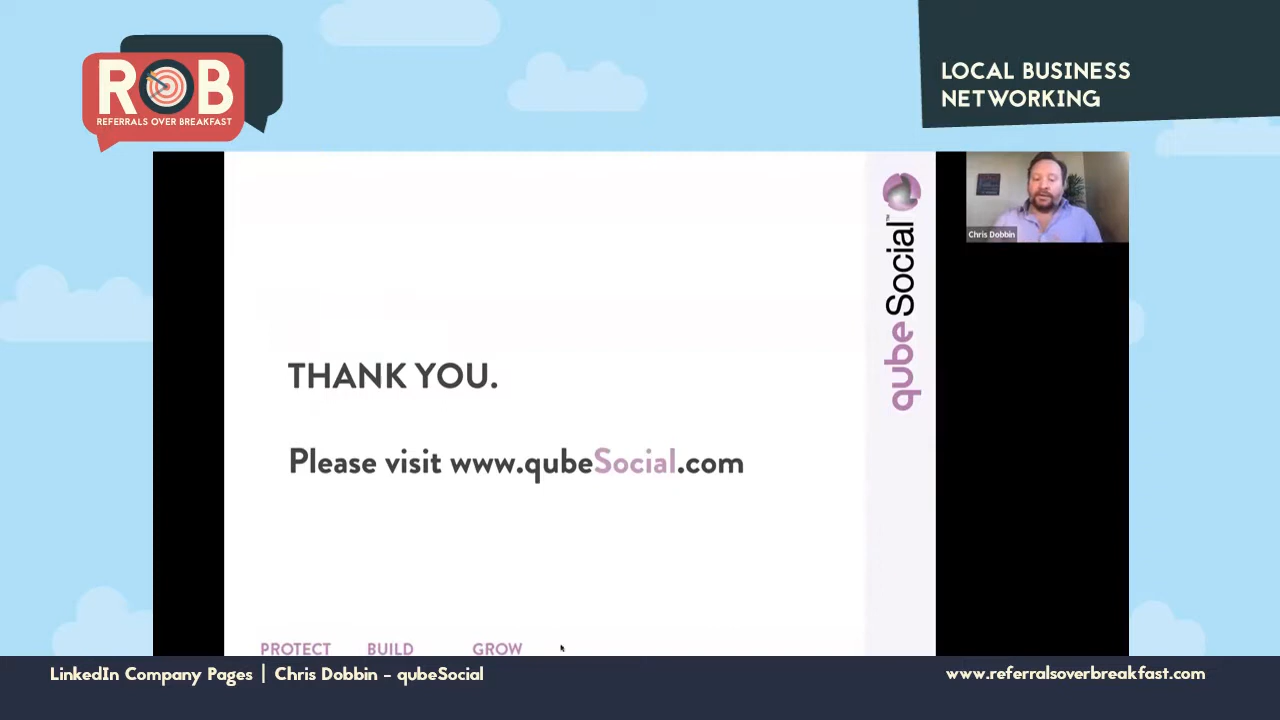 ROB
REFERRALS OVER BREAKFAST
LOCAL BUSINESS
NETWORKING
Chris Dobbin
qubeSocial™
THANK YOU.
Please visit www.qubeSocial.com
PROTECT BUILD GROW
LinkedIn Company Pages | Chris Dobbin - qubeSocial
www.referralsoverbreakfast.com